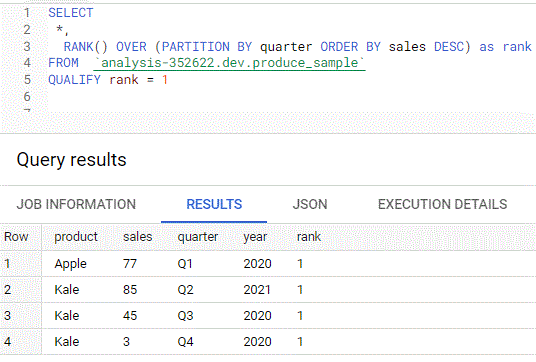 1 SELECT
2 *,
3 RANK() OVER (PARTITION BY quarter ORDER BY sales DESC) as rank
4 FROM `analysis-352622.dev.produce_sample`
5 QUALIFY rank = 1
6
7
Query results
JOB INFORMATION RESULTS JSON EXECUTION DETAILS
Row product sales quarter year rank
1 Apple 77 Q1 2020 1
2 Kale 85 Q2 2021 1
3 Kale 45 Q3 2020 1
4 Kale 3 Q4 2020 1